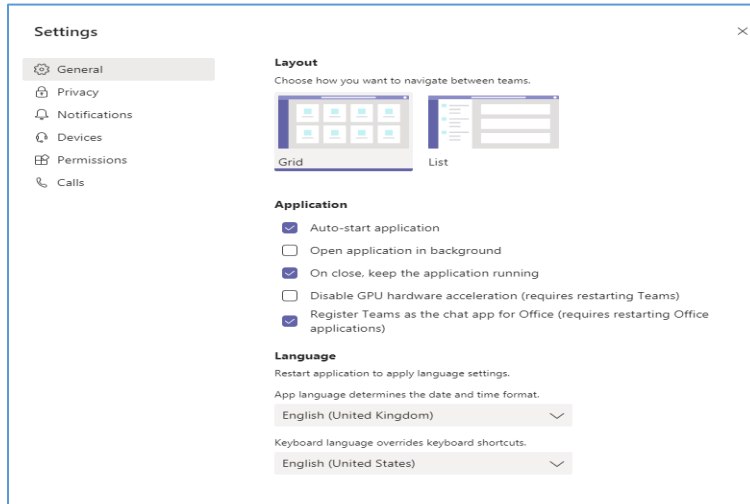 Settings
General
Privacy
Notifications
Devices
Permissions
Calls
Layout
Choose how you want to navigate between teams.
Grid
List
Application
Auto-start application
Open application in background
On close, keep the application running
Disable GPU hardware acceleration (requires restarting Teams)
Register Teams as the chat app for Office (requires restarting Office
applications)
Language
Restart application to apply language settings.
App language determines the date and time format.
English (United Kingdom)
Keyboard language overrides keyboard shortcuts.
English (United States)